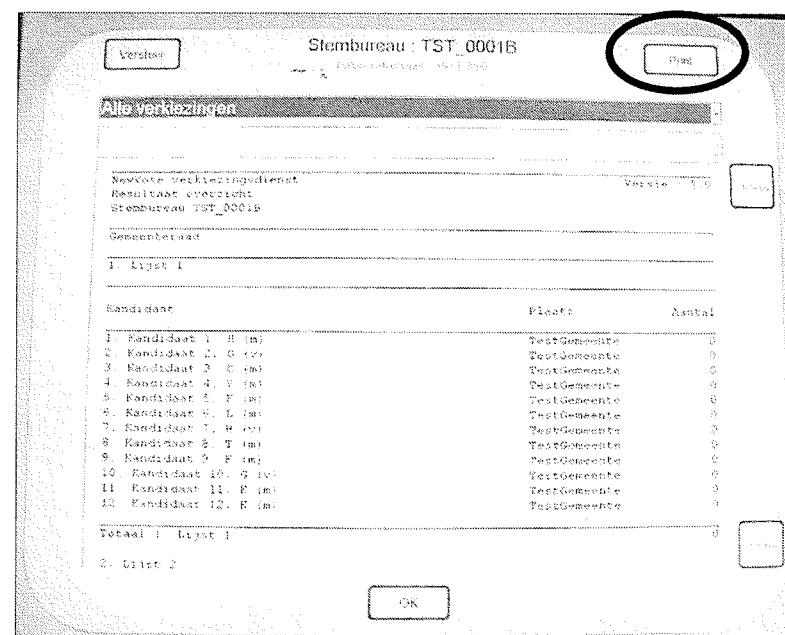 Stembureau : TST_0001B
Print
Alle verkiezingen
NewVote verkiezingsdienst Versie : 5.0
Resultaat overzicht
Stembureau TST_0001B
Gemeenteraad
1. Lijst 1
Kandidaat Plaats Aantal
1. Kandidaat 1. H (m) TestGemeente 0
2. Kandidaat 2. G (v) TestGemeente 0
3. Kandidaat 3. C (m) TestGemeente 0
4. Kandidaat 4. (m) TestGemeente 0
5. Kandidaat 5. (m) TestGemeente 0
6. Kandidaat 6. (m) TestGemeente 0
7. Kandidaat 7. (v) TestGemeente 0
8. Kandidaat 8. T (m) TestGemeente 0
9. Kandidaat 9. (m) TestGemeente 0
10. Kandidaat 10. G (v) TestGemeente 0
11. Kandidaat 11. (m) TestGemeente 0
12. Kandidaat 12. (m) TestGemeente 0
Totaal 1. Lijst 1 0
2. Lijst 2
OK